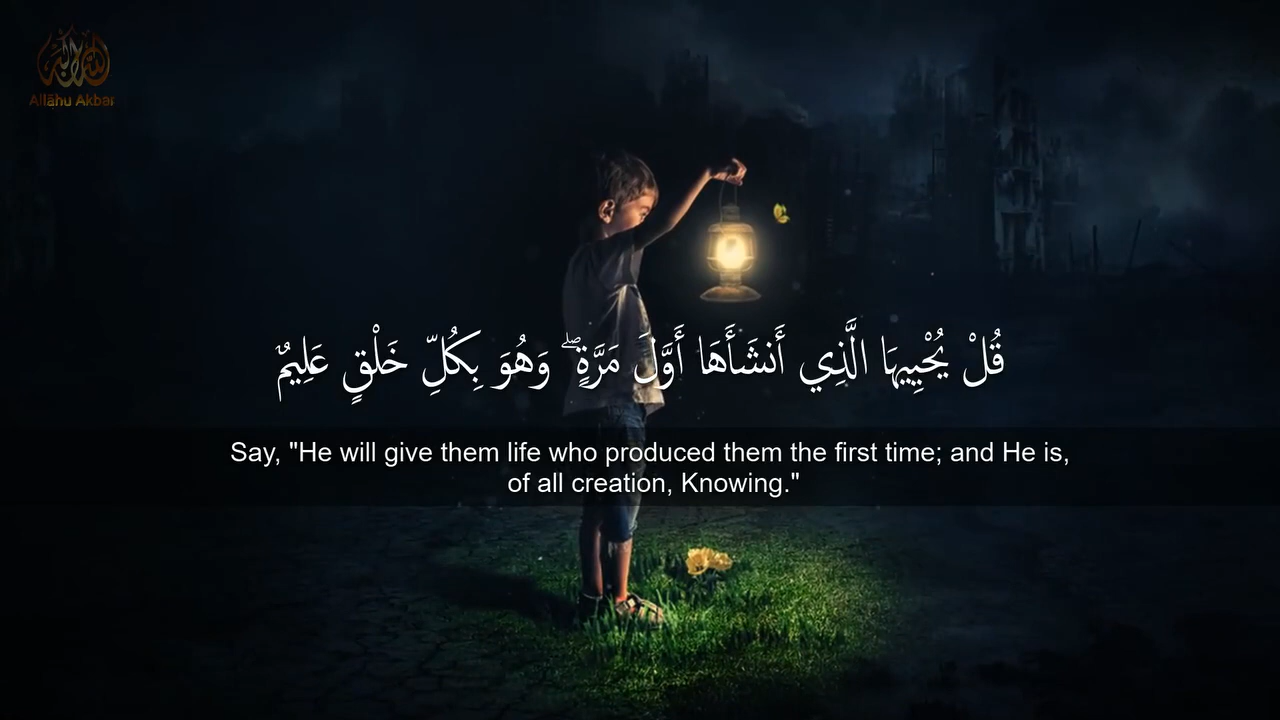 Allāhu Akbar
قُلْ يُحْيِيهَا الَّذِي أَنشَأَهَا أَوَّلَ مَرَّةٍ ۖ وَهُوَ بِكُلِّ خَلْقٍ عَلِيمٌ
Say, "He will give them life who produced them the first time; and He is,
of all creation, Knowing."